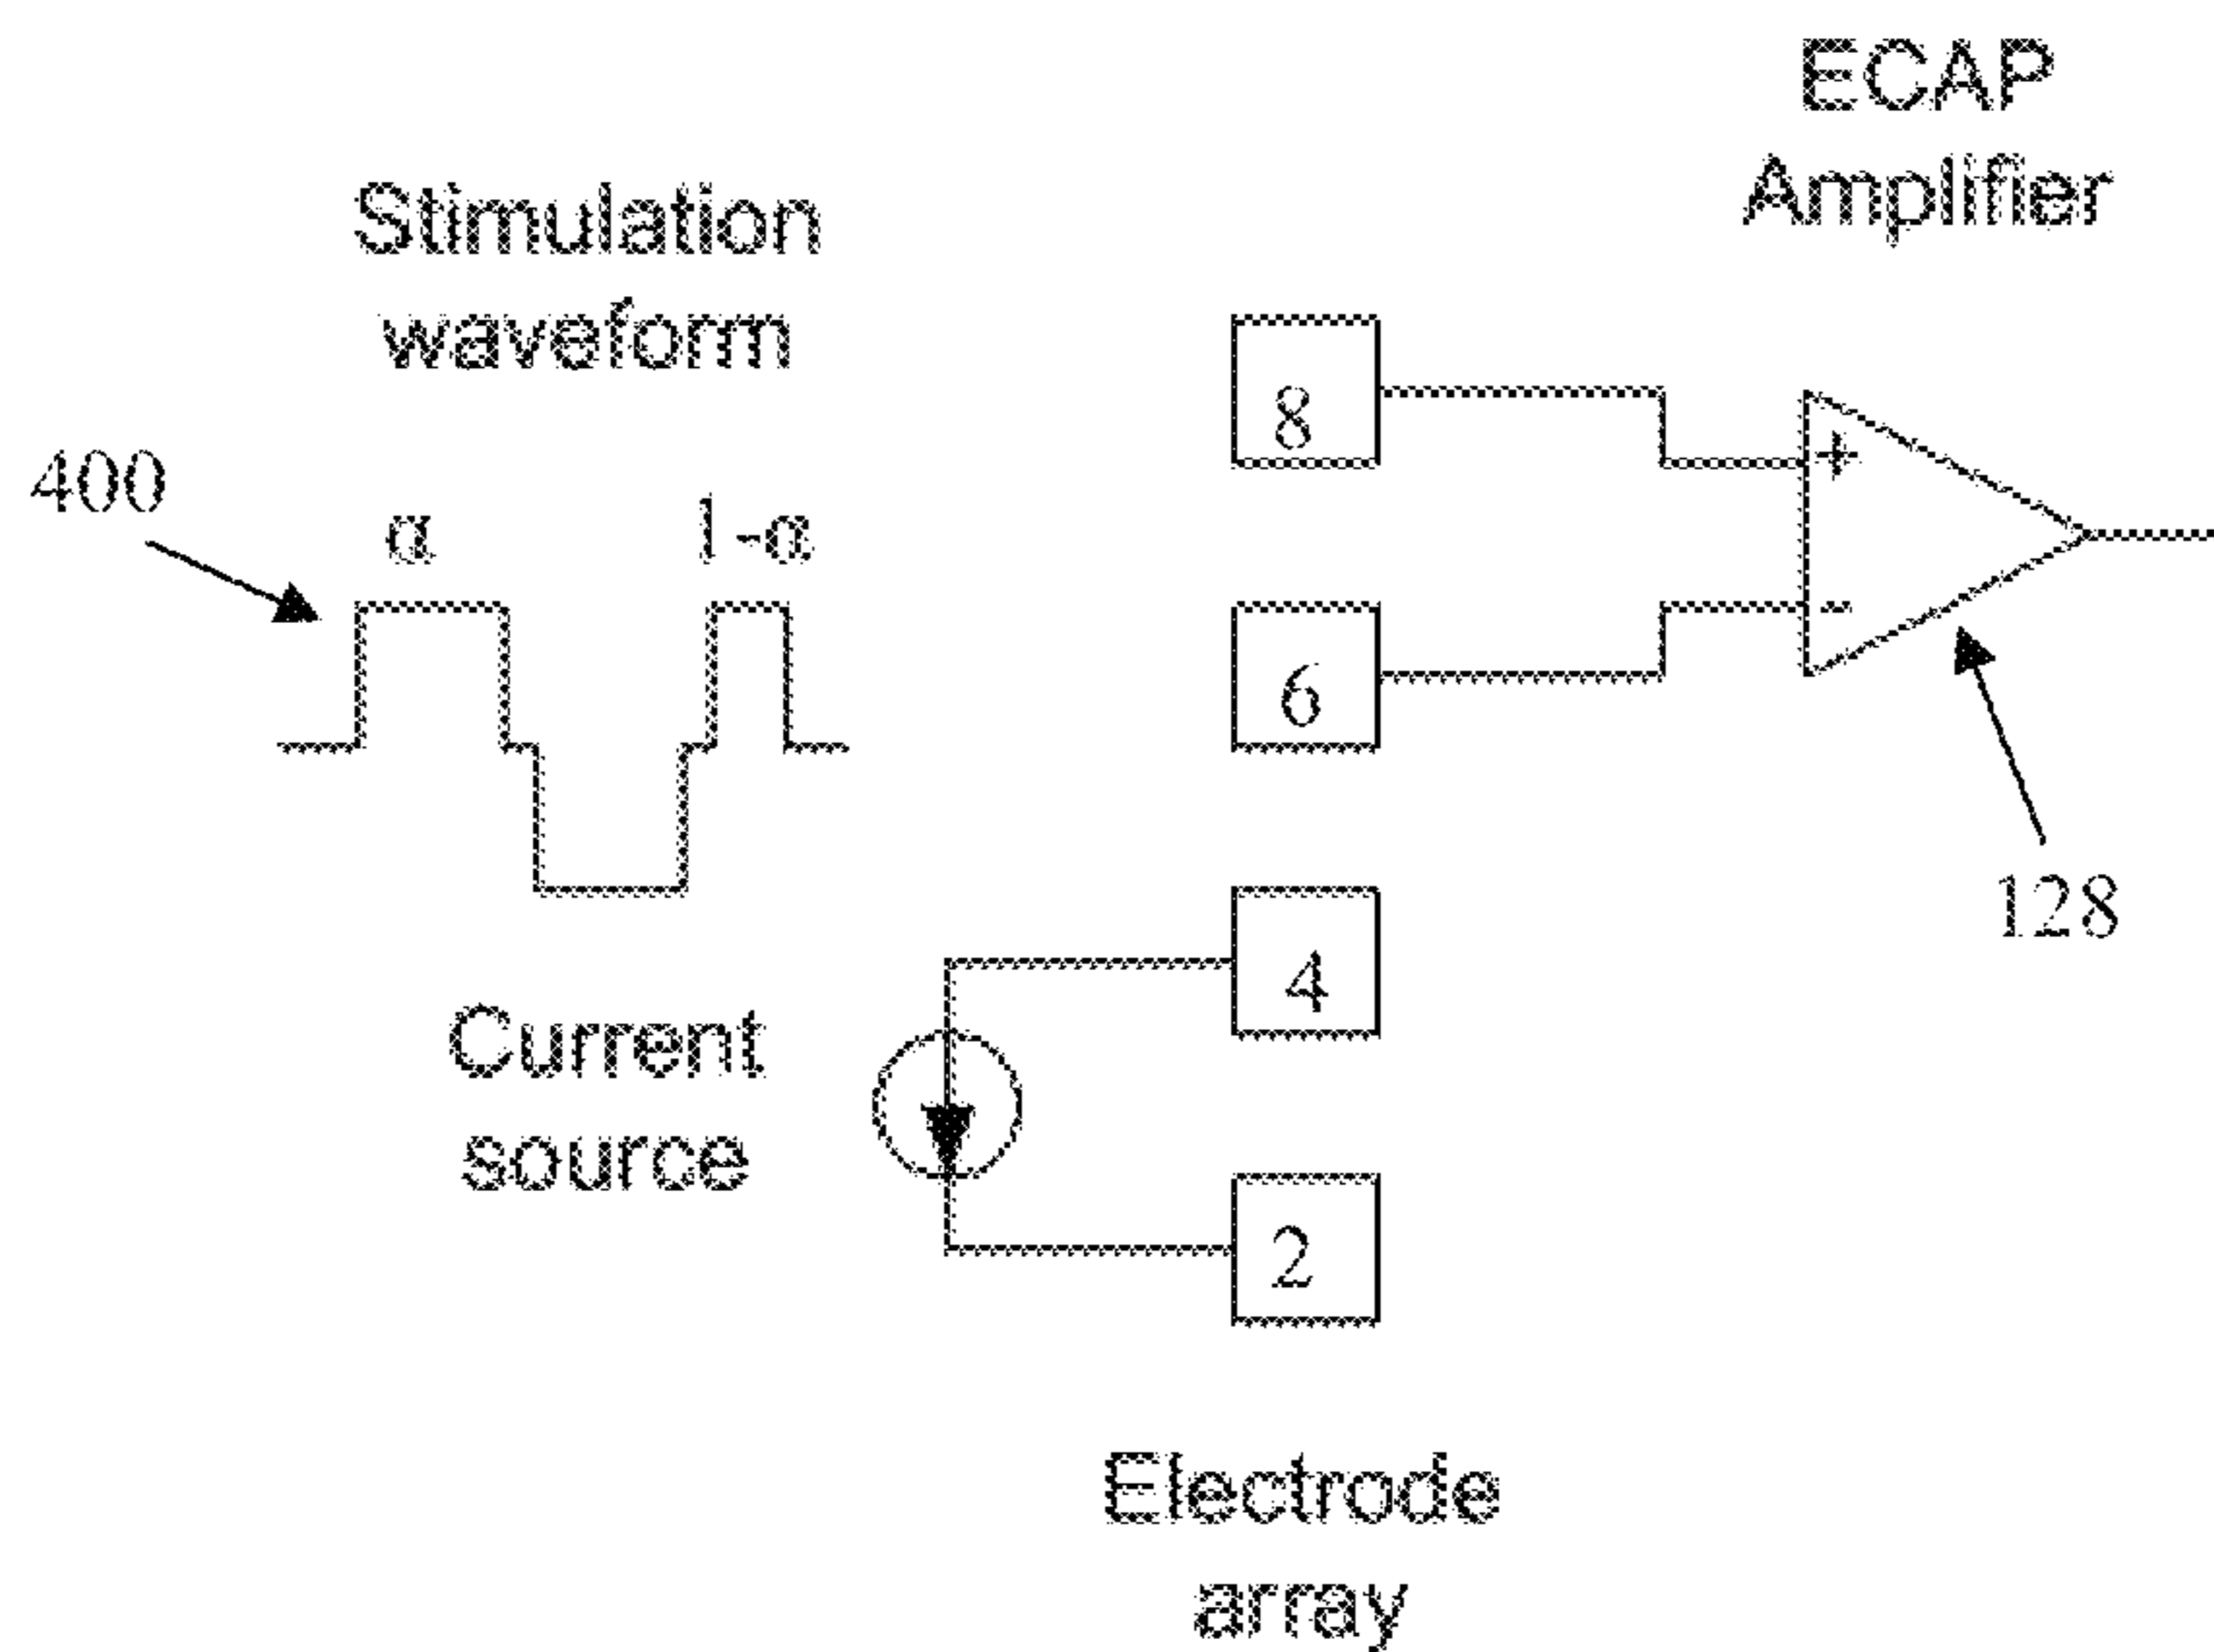 ECAP
Amplifier
Stimulation
waveform
400
α
1-α
8
+
6
-
128
4
Current
source
2
Electrode
array